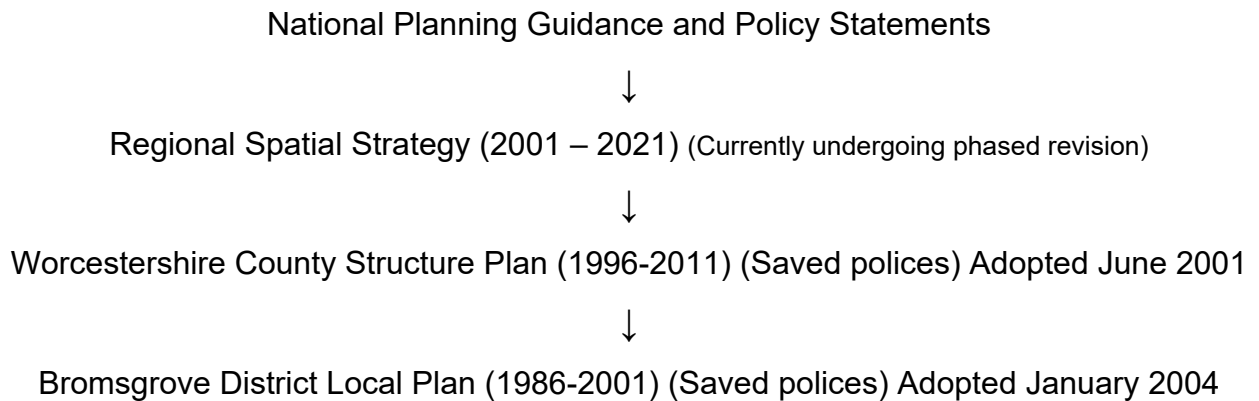 National Planning Guidance and Policy Statements
↓
Regional Spatial Strategy (2001 – 2021) (Currently undergoing phased revision)
↓
Worcestershire County Structure Plan (1996-2011) (Saved polices) Adopted June 2001
↓
Bromsgrove District Local Plan (1986-2001) (Saved polices) Adopted January 2004